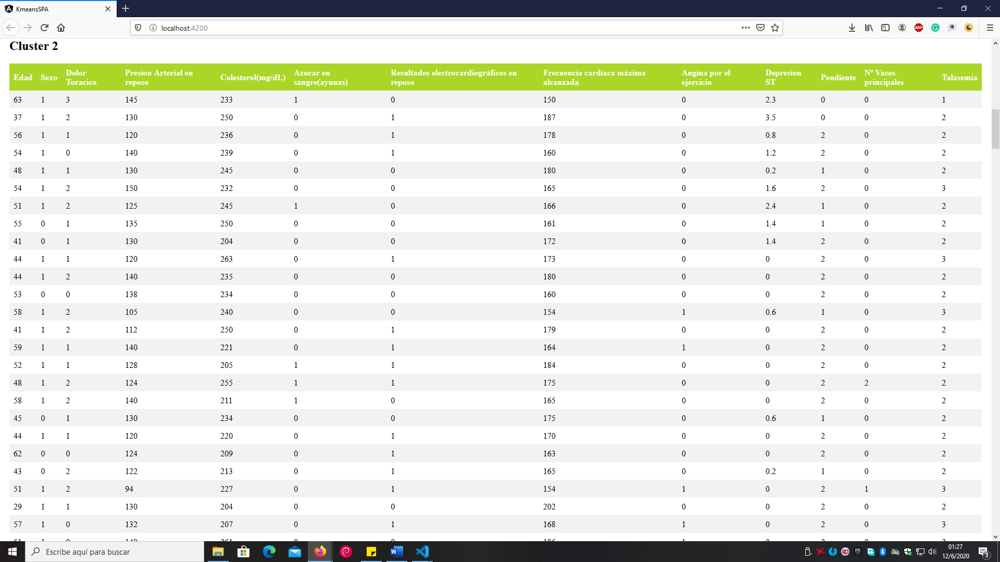 KmeansSPA
localhost:4200
Cluster 2
Edad Sexo Dolor Toracico Presion Arterial en reposo Colesterol(mg/dL) Azucar en sangre(ayunas) Resultados electrocardiográficos en reposo Frecuencia cardíaca máxima alcanzada Angina por el ejercicio Depresion ST Pendiente Nº Vasos principales Talasemia
63 1 3 145 233 1 0 150 0 2.3 0 0 1
37 1 2 130 250 0 1 187 0 3.5 0 0 2
56 1 1 120 236 0 1 178 0 0.8 2 0 2
54 1 0 140 239 0 1 160 0 1.2 2 0 2
48 1 1 130 245 0 0 180 0 0.2 1 0 2
54 1 2 150 232 0 0 165 0 1.6 2 0 3
51 1 2 125 245 1 0 166 0 2.4 1 0 2
55 0 1 135 250 0 0 161 0 1.4 1 0 2
41 0 1 130 204 0 0 172 0 1.4 2 0 2
44 1 1 120 263 0 1 173 0 0 2 0 3
44 1 2 140 235 0 0 180 0 0 2 0 2
53 0 0 138 234 0 0 160 0 0 2 0 2
58 1 2 105 240 0 0 154 1 0.6 1 0 3
41 1 2 112 250 0 1 179 0 0 2 0 2
59 1 1 140 221 0 1 164 1 0 2 0 2
52 1 1 128 205 1 1 184 0 0 2 0 2
48 1 2 124 255 1 1 175 0 0 2 2 2
58 1 2 140 211 1 0 165 0 0 2 0 2
45 0 1 130 234 0 0 175 0 0.6 1 0 2
44 1 1 120 220 0 1 170 0 0 2 0 2
62 0 0 124 209 0 1 163 0 0 2 0 2
43 0 2 122 213 0 1 165 0 0.2 1 0 2
51 1 2 94 227 0 1 154 1 0 2 1 3
29 1 1 130 204 0 0 202 0 0 2 0 2
57 1 0 132 207 0 1 168 1 0 2 0 3
Escribe aquí para buscar
01:27
12/6/2020
3
ABP